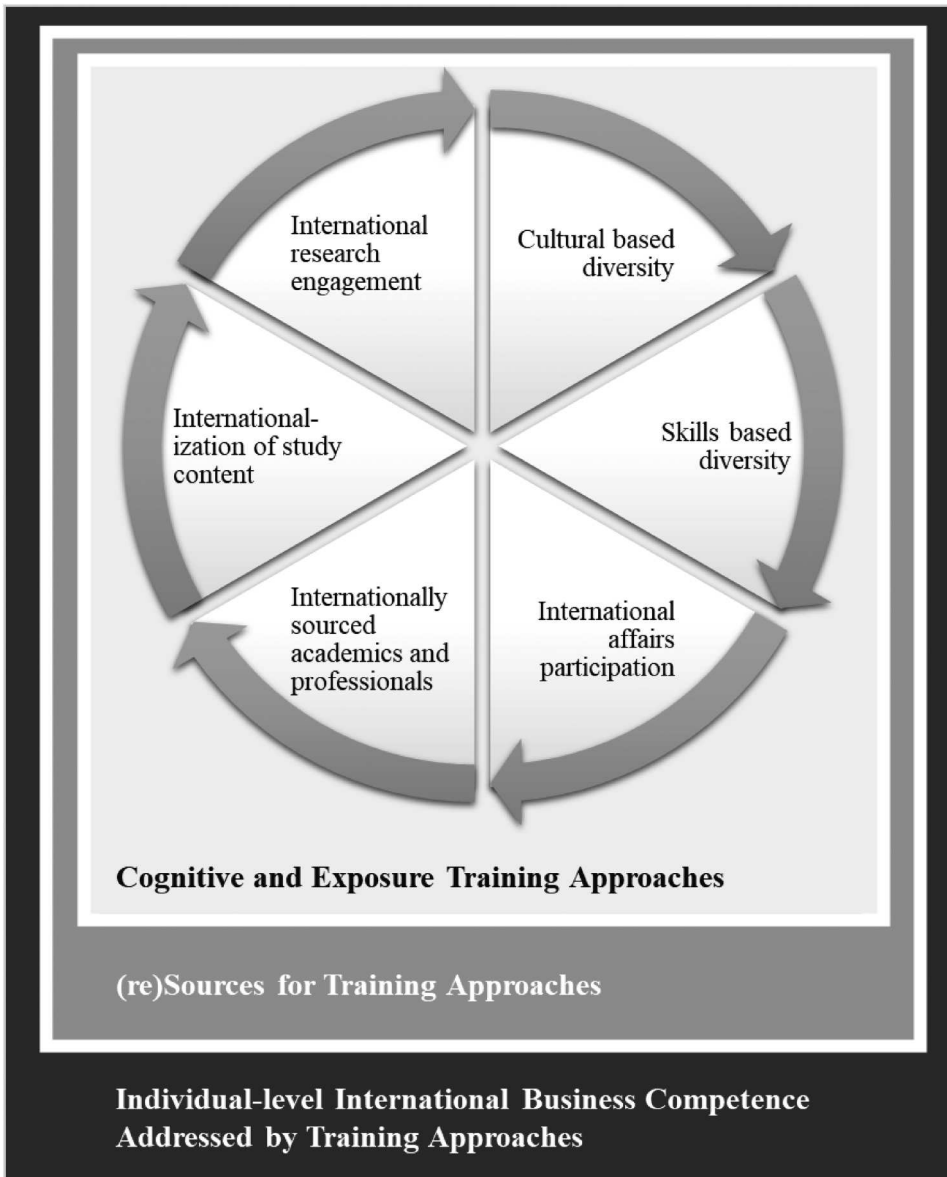 International
research
engagement
Cultural based
diversity
International-
ization of study
content
Skills based
diversity
Internationally
sourced
academics and
professionals
International
affairs
participation
Cognitive and Exposure Training Approaches
(re)Sources for Training Approaches
Individual-level International Business Competence
Addressed by Training Approaches